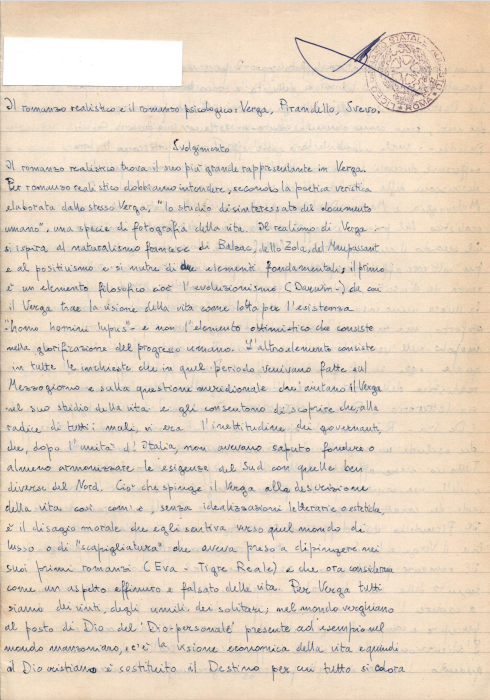 LICEO STATALE
ROMA
Il romanzo realistico e il romanzo psicologico: Verga, Pirandello, Svevo.
Svolgimento
Il romanzo realistico trova il suo più grande rappresentante in Verga.
Per romanzo realistico dobbiamo intendere, secondo la poetica veristica
elaborata dallo stesso Verga, "lo studio disinteressato del documento
umano", una specie di fotografia della vita. Il realismo di Verga
si ispira al naturalismo francese di Balzac, dello Zola, del Maupassant
e al positivismo e si nutre di due elementi fondamentali; il primo
è un elemento filosofico cioè l'evoluzionismo (Darwin-) da cui
il Verga trae la visione della vita come lotta per l'esistenza
"homo homini lupus" e non l'elemento ottimistico che consiste
nella glorificazione del progresso umano. L'altro elemento consiste
in tutte le inchieste che in quel periodo venivano fatte sul
Mezzogiorno e sulla questione meridionale che aiutano il Verga
nel suo studio della vita e gli consentono di scoprire che, alla
radice di tutti i mali, vi era l'inettitudine dei governanti,
che, dopo l'unità d'Italia, non avevano saputo fondere o
almeno armonizzare le esigenze del Sud con quelle ben
diverse del Nord. Ciò che spinge il Verga alla descrizione
della vita così com'è, senza idealizzazioni letterarie o estetiche,
è il disagio morale che egli sentiva verso quel mondo di
lusso o di "scapigliatura" che aveva preso a dipingere nei
suoi primi romanzi (Eva - Tigre Reale) e che ora considerava
come un aspetto effimero e falsato della vita. Per Verga tutti
siamo dei vinti, degli umili, dei solitari; nel mondo verghiano
al posto di Dio del "Dio-personale" presente ad esempio nel
mondo manzoniano, c'è la visione economica della vita e quindi
al Dio cristiano è sostituito il Destino per cui tutto si colora